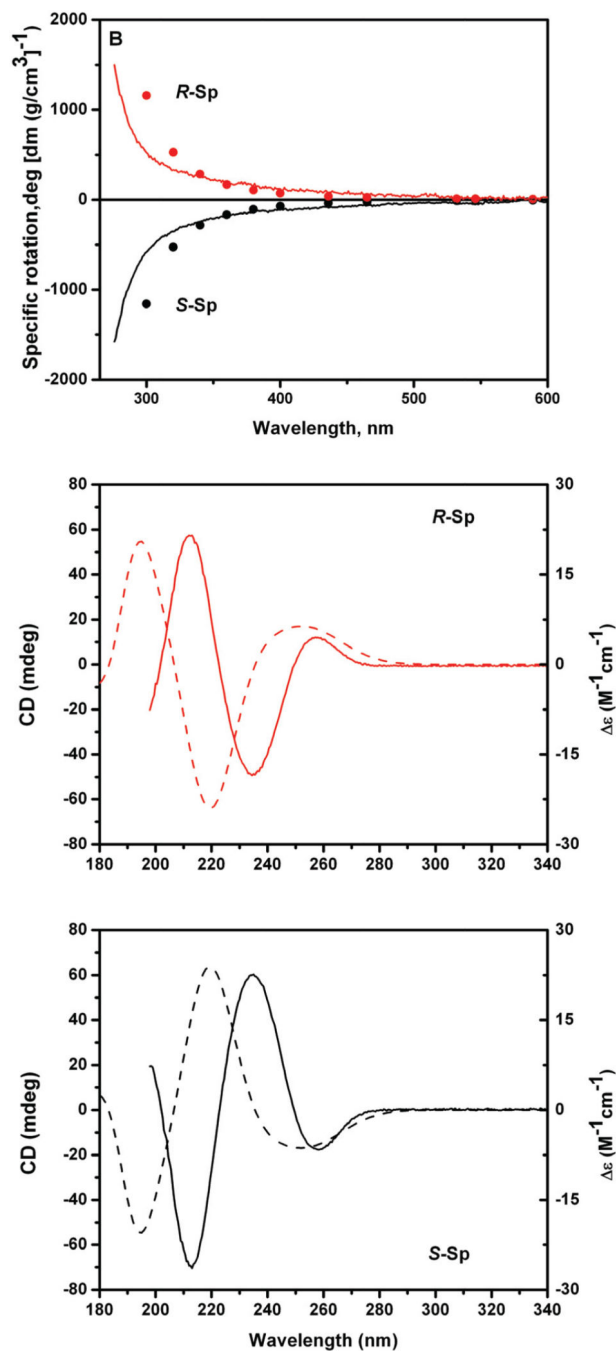 B
2000
1000
0
-1000
-2000
Specific rotation,deg [dm (g/cm³]⁻¹)
R-Sp
S-Sp
300 400 500 600
Wavelength, nm
80
60
40
20
0
-20
-40
-60
-80
CD (mdeg)
R-Sp
30
15
0
-15
-30
Δε (M⁻¹cm⁻¹)
180 200 220 240 260 280 300 320 340
80
60
40
20
0
-20
-40
-60
-80
CD (mdeg)
30
15
0
-15
-30
Δε (M⁻¹cm⁻¹)
S-Sp
180 200 220 240 260 280 300 320 340
Wavelength (nm)